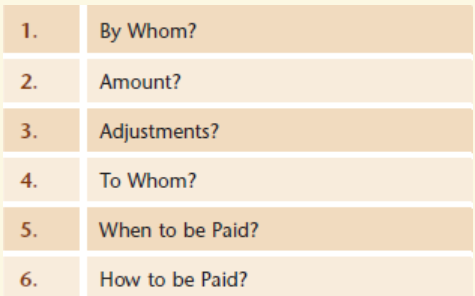 1. By Whom?
2. Amount?
3. Adjustments?
4. To Whom?
5. When to be Paid?
6. How to be Paid?